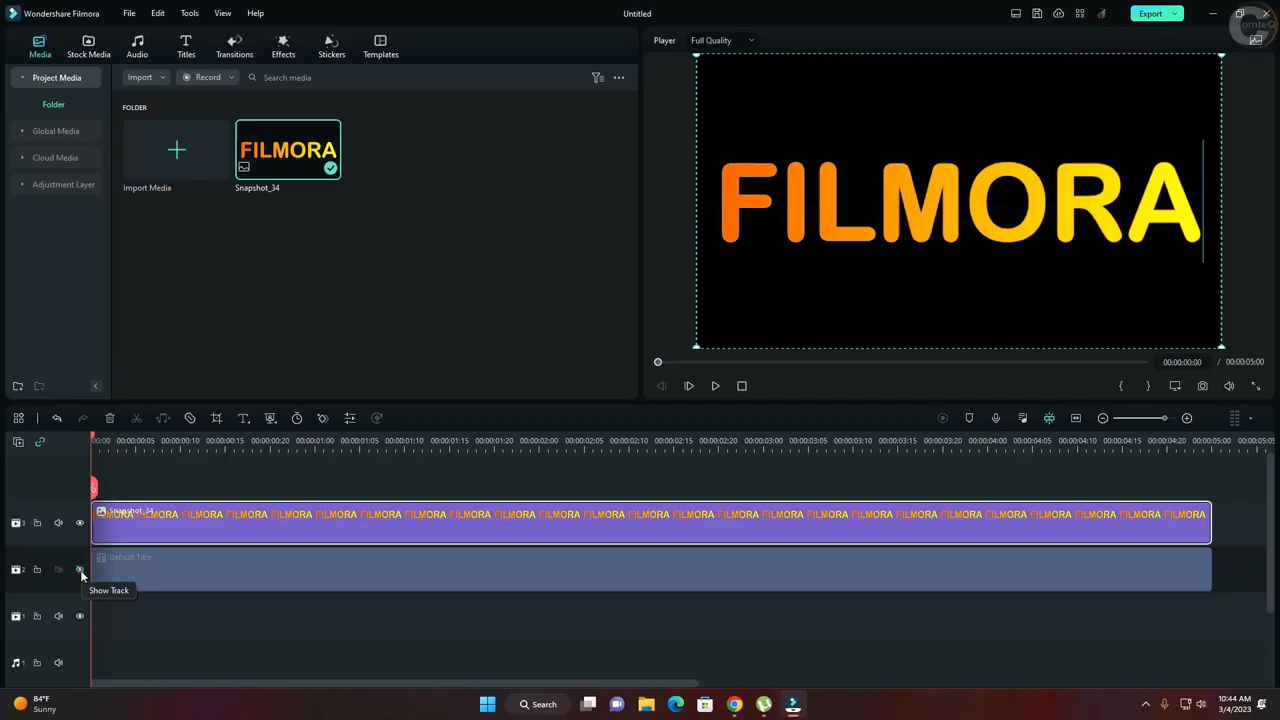 Wondershare Filmora File Edit Tools View Help Untitled Export
Media Stock Media Audio Titles Transitions Effects Stickers Templates
Player Full Quality
Project Media
Folder
Global Media
Cloud Media
Adjustment Layer
Import Record Search media
FOLDER
FILMORA
Import Media Snapshot_34
FILMORA
00:00:00:00 / 00:00:05:00
00:00 00:00:00:05 00:00:00:10 00:00:00:15 00:00:00:20 00:00:01:00 00:00:01:05 00:00:01:10 00:00:01:15 00:00:01:20 00:00:02:00 00:00:02:05 00:00:02:10 00:00:02:15 00:00:02:20 00:00:03:00 00:00:03:05 00:00:03:10 00:00:03:15 00:00:03:20 00:00:04:00 00:00:04:05 00:00:04:10 00:00:04:15 00:00:04:20 00:00:05:00 00:00:05:05
Snapshot_34
FILMORA FILMORA FILMORA FILMORA FILMORA FILMORA FILMORA FILMORA FILMORA FILMORA FILMORA FILMORA FILMORA FILMORA FILMORA FILMORA FILMORA FILMORA FILMORA FILMORA FILMORA FILMORA FILMORA FILMORA
3
Default Title
2
Show Track
1
1
84°F
Sunny
Search
10:44 AM
3/4/2023